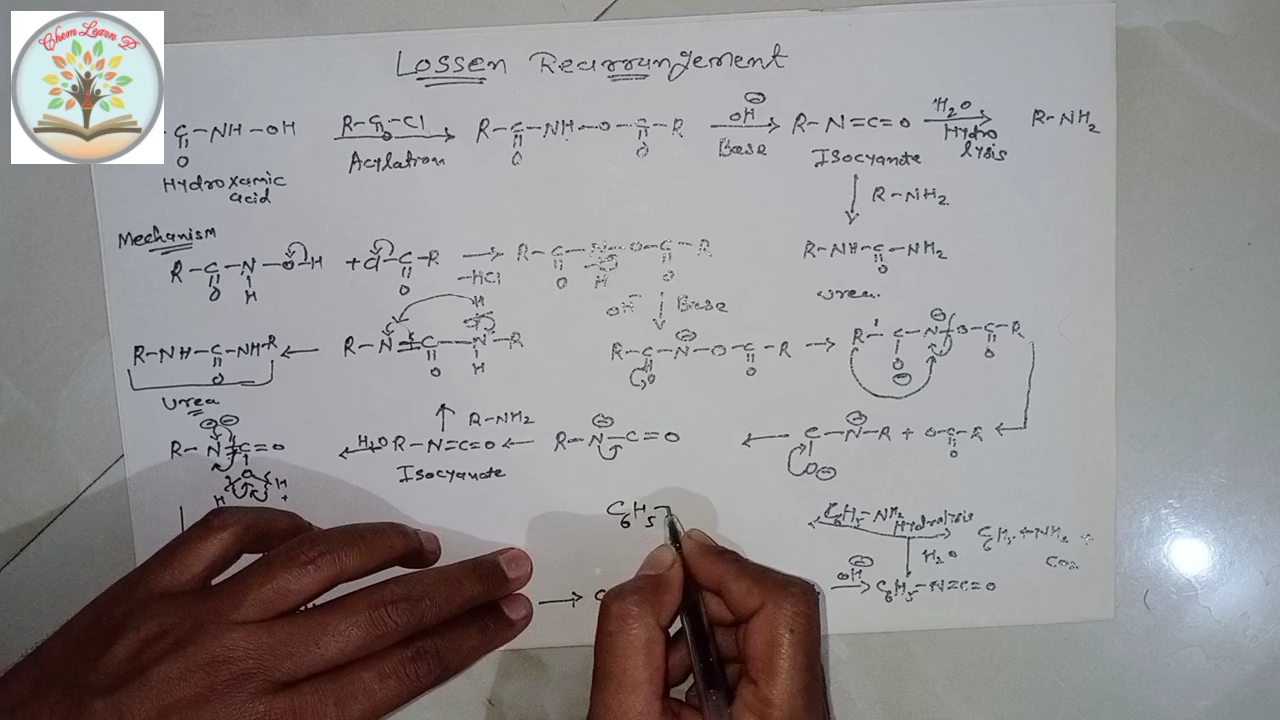 Chem Learn D
Lossen Rearrangement
C–NH–OH R–C–Cl R–C–NH–O–C–R OH⊖ R–N=C=O H2O R–NH2
O O O O
Acylation Base Isocyanate Hydro
lysis
Hydroxamic
acid
R–NH2
Mechanism
R–C–N–O–H + Cl–C–R → R–C–N–O–C–R R–NH–C–NH2
O H O –HCl O H O O
Urea
OH– Base
R–NH–C–NH–R ← R–N=C–N–R R–C–N–O–C–R → R–C–N–O–C–R
O O H O O O O
Urea
R–NH2
R–N=C=O H2O R–N=C=O ← R–N–C=O ← C–N–R + O–C–R
O O O
H H+ Isocyanate
C6H5– C6H5–NH2 Hydrolysis C6H5–NH2 +
H2O CO2
→ OH⊖ → C6H5–N=C=O